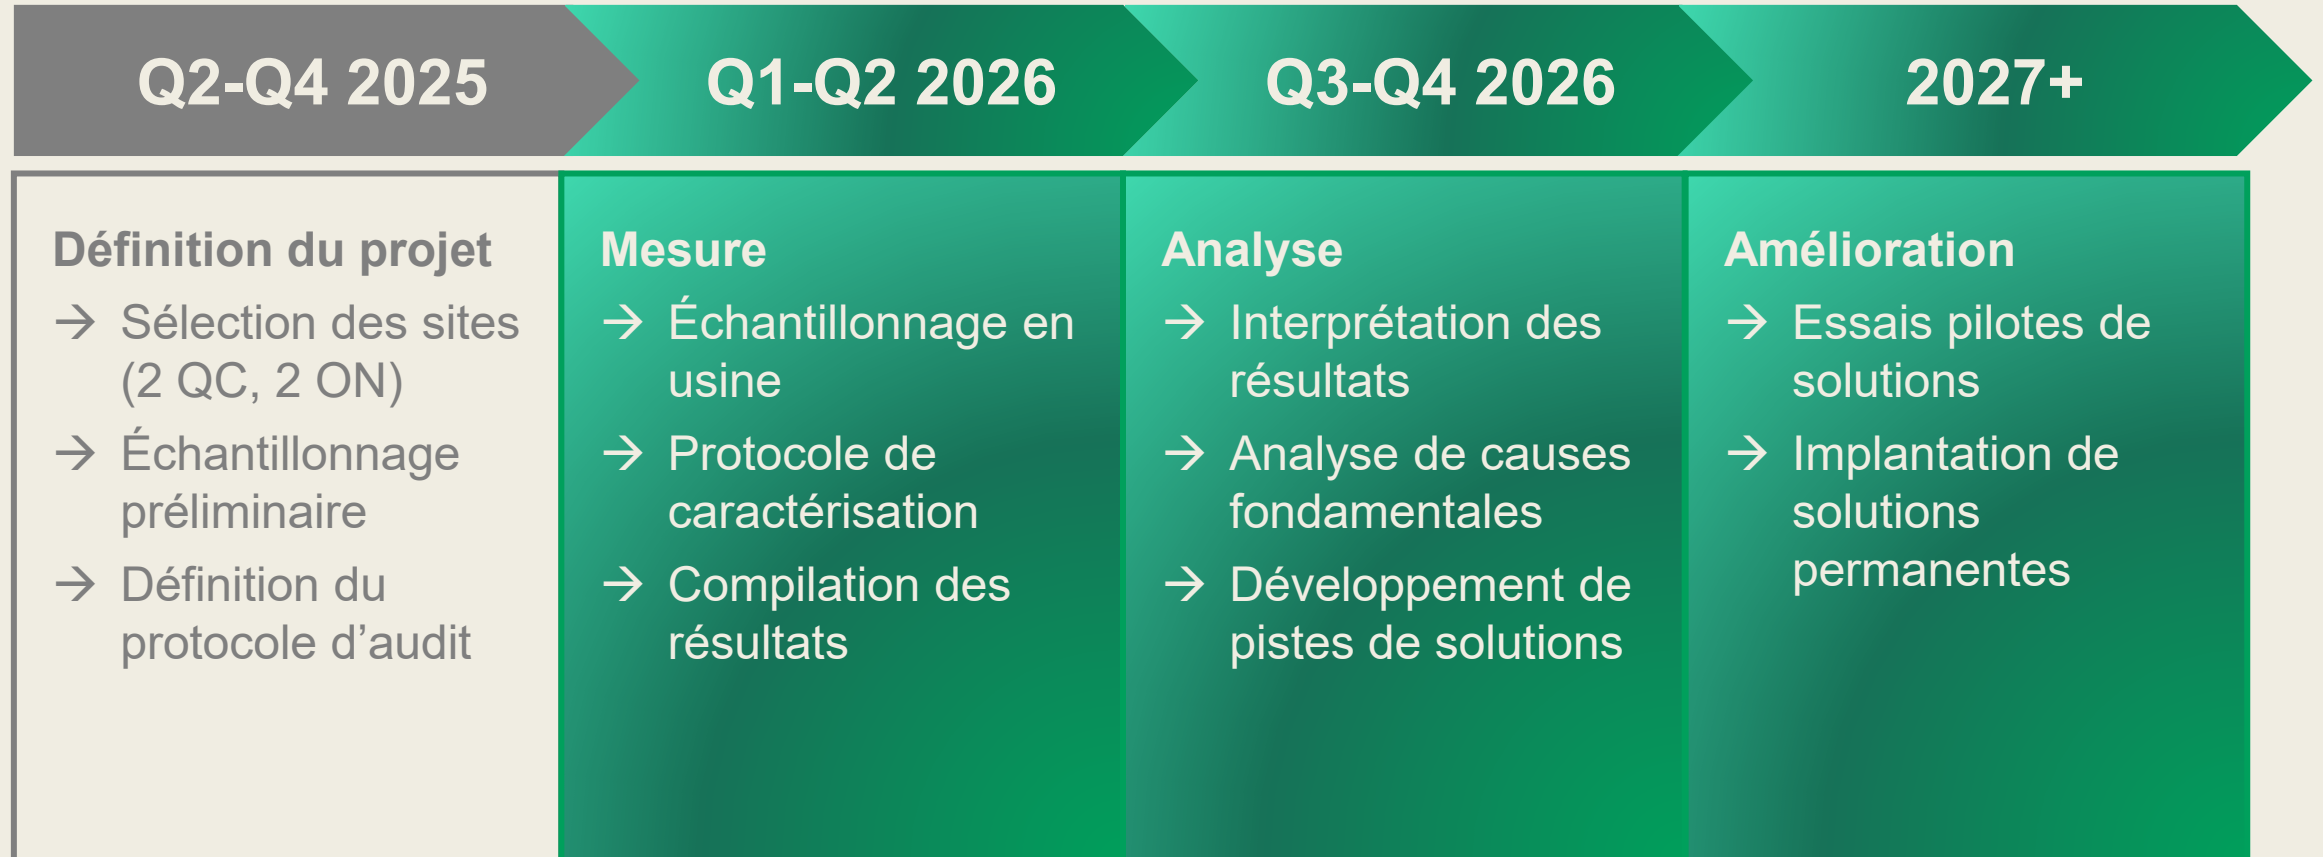 Q2-Q4 2025
Q1-Q2 2026
Q3-Q4 2026
2027+
Définition du projet
→ Sélection des sites
(2 QC, 2 ON)
→ Échantillonnage
préliminaire
→ Définition du
protocole d’audit
Mesure
→ Échantillonnage en
usine
→ Protocole de
caractérisation
→ Compilation des
résultats
Analyse
→ Interprétation des
résultats
→ Analyse de causes
fondamentales
→ Développement de
pistes de solutions
Amélioration
→ Essais pilotes de
solutions
→ Implantation de
solutions
permanentes